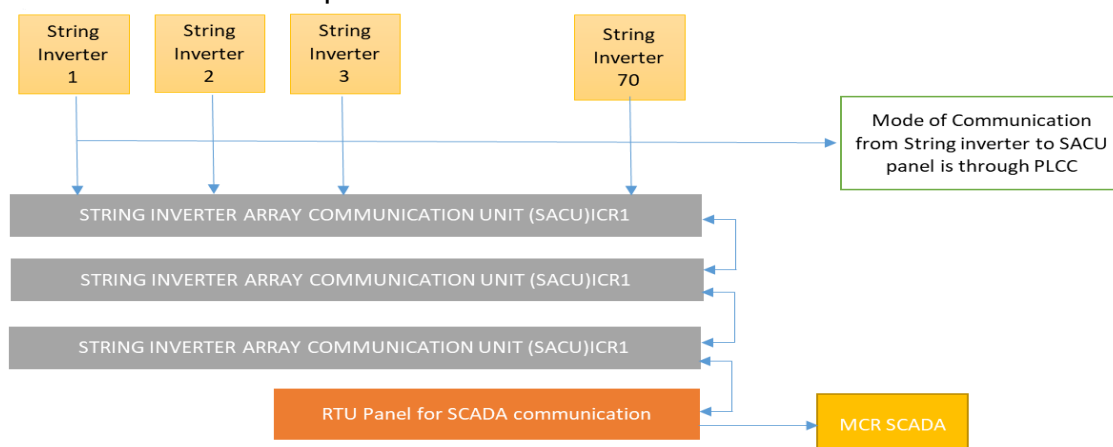 String
Inverter
1
String
Inverter
2
String
Inverter
3
String
Inverter
70
Mode of Communication
from String inverter to SACU
panel is through PLCC
STRING INVERTER ARRAY COMMUNICATION UNIT (SACU)ICR1
STRING INVERTER ARRAY COMMUNICATION UNIT (SACU)ICR1
STRING INVERTER ARRAY COMMUNICATION UNIT (SACU)ICR1
RTU Panel for SCADA communication
MCR SCADA